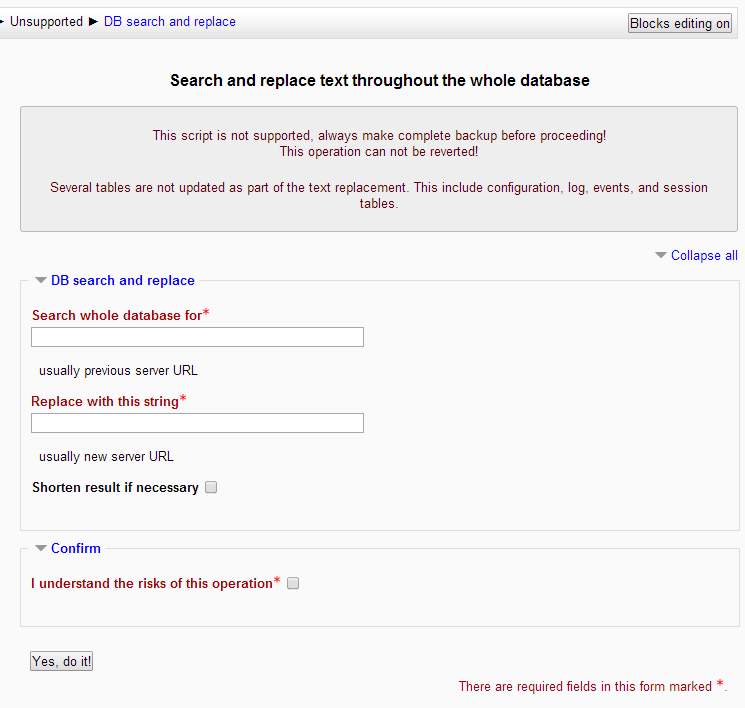 ► Unsupported ► DB search and replace
Blocks editing on
Search and replace text throughout the whole database
This script is not supported, always make complete backup before proceeding!
This operation can not be reverted!
Several tables are not updated as part of the text replacement. This include configuration, log, events, and session
tables.
Collapse all
DB search and replace
Search whole database for*
usually previous server URL
Replace with this string*
usually new server URL
Shorten result if necessary
Confirm
I understand the risks of this operation*
Yes, do it!
There are required fields in this form marked *.